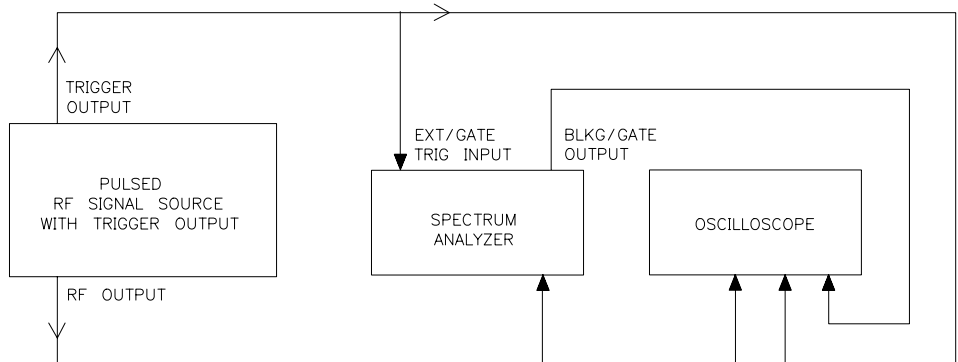 TRIGGER
OUTPUT
EXT/GATE
TRIG INPUT
BLKG/GATE
OUTPUT
PULSED
RF SIGNAL SOURCE
WITH TRIGGER OUTPUT
SPECTRUM
ANALYZER
OSCILLOSCOPE
RF OUTPUT